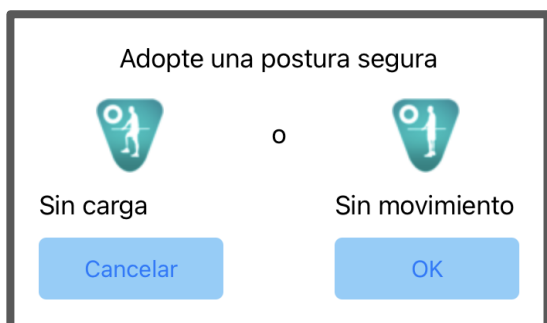 Adopte una postura segura
o
Sin carga
Sin movimiento
Cancelar
OK